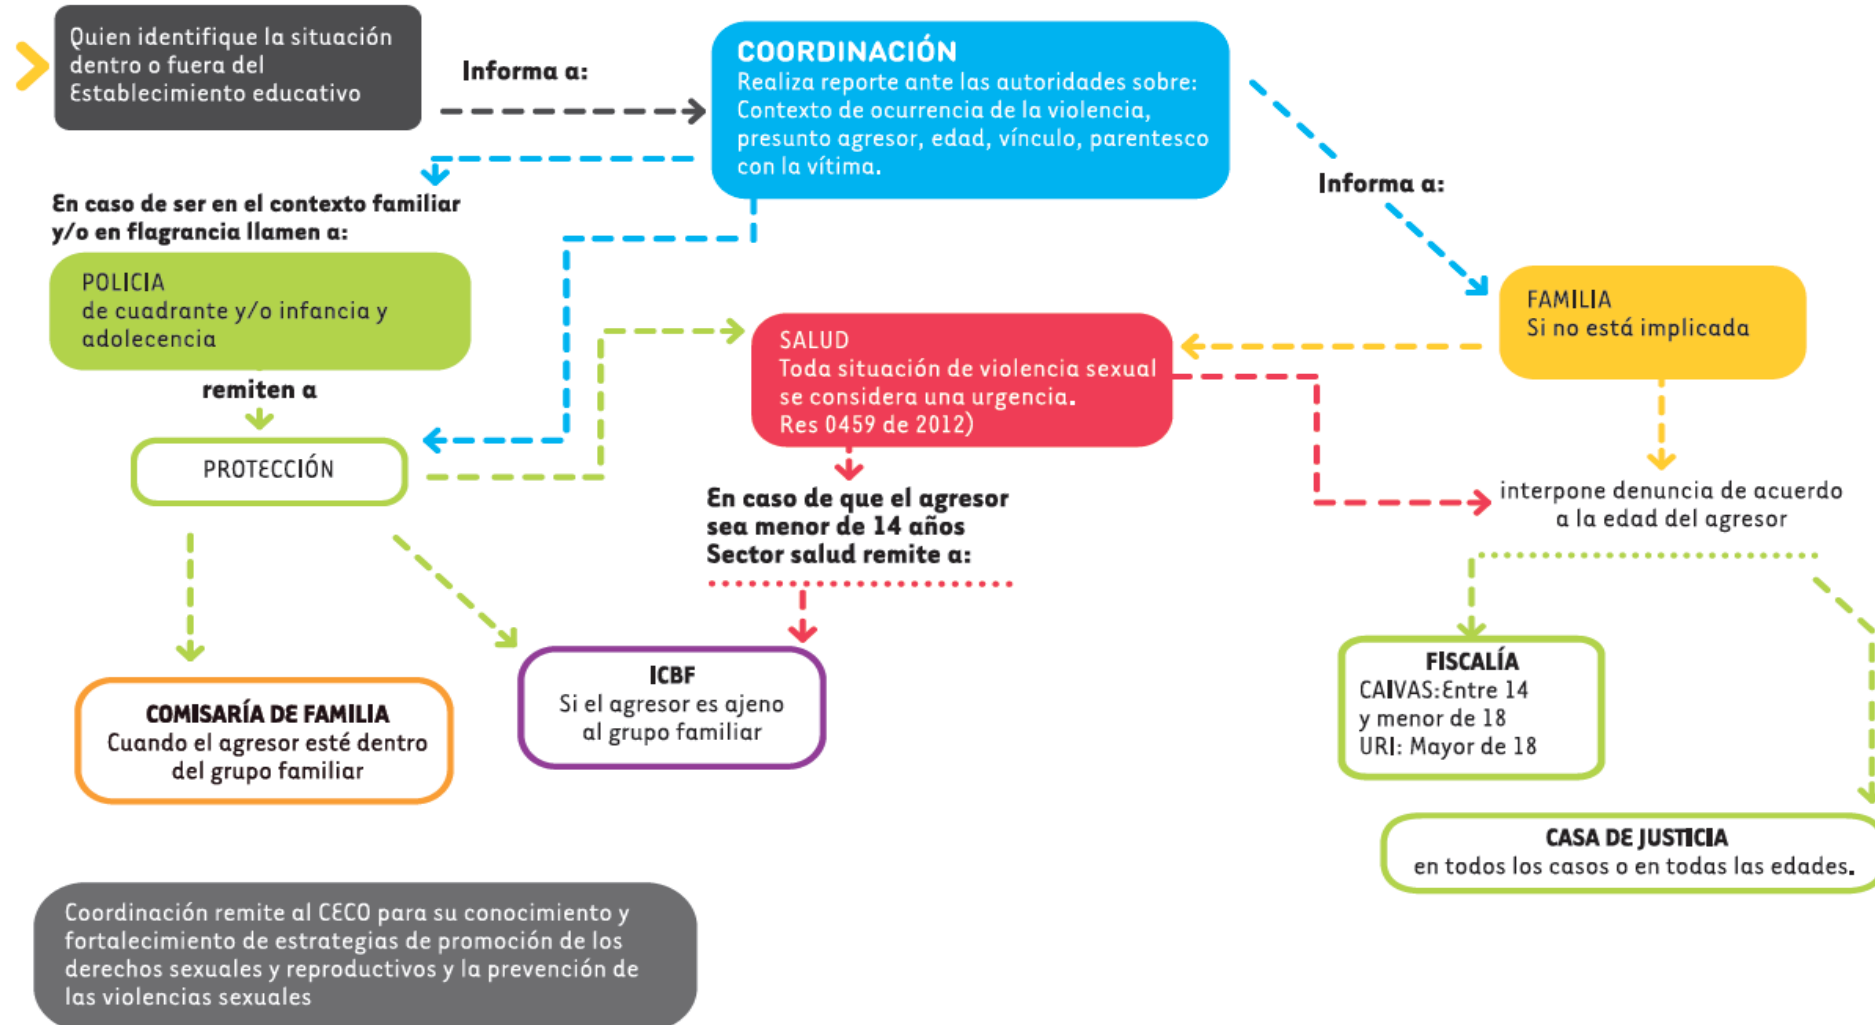 Quien identifique la situación
dentro o fuera del
Establecimiento educativo
Informa a:
COORDINACIÓN
Realiza reporte ante las autoridades sobre:
Contexto de ocurrencia de la violencia,
presunto agresor, edad, vínculo, parentesco
con la vítima.
Informa a:
En caso de ser en el contexto familiar
y/o en flagrancia llamen a:
POLICIA
de cuadrante y/o infancia y
adolecencia
remiten a
PROTECCIÓN
SALUD
Toda situación de violencia sexual
se considera una urgencia.
Res 0459 de 2012)
FAMILIA
Si no está implicada
En caso de que el agresor
sea menor de 14 años
Sector salud remite a:
interpone denuncia de acuerdo
a la edad del agresor
COMISARÍA DE FAMILIA
Cuando el agresor esté dentro
del grupo familiar
ICBF
Si el agresor es ajeno
al grupo familiar
FISCALÍA
CAIVAS:Entre 14
y menor de 18
URI: Mayor de 18
CASA DE JUSTICIA
en todos los casos o en todas las edades.
Coordinación remite al CECO para su conocimiento y
fortalecimiento de estrategias de promoción de los
derechos sexuales y reproductivos y la prevención de
las violencias sexuales